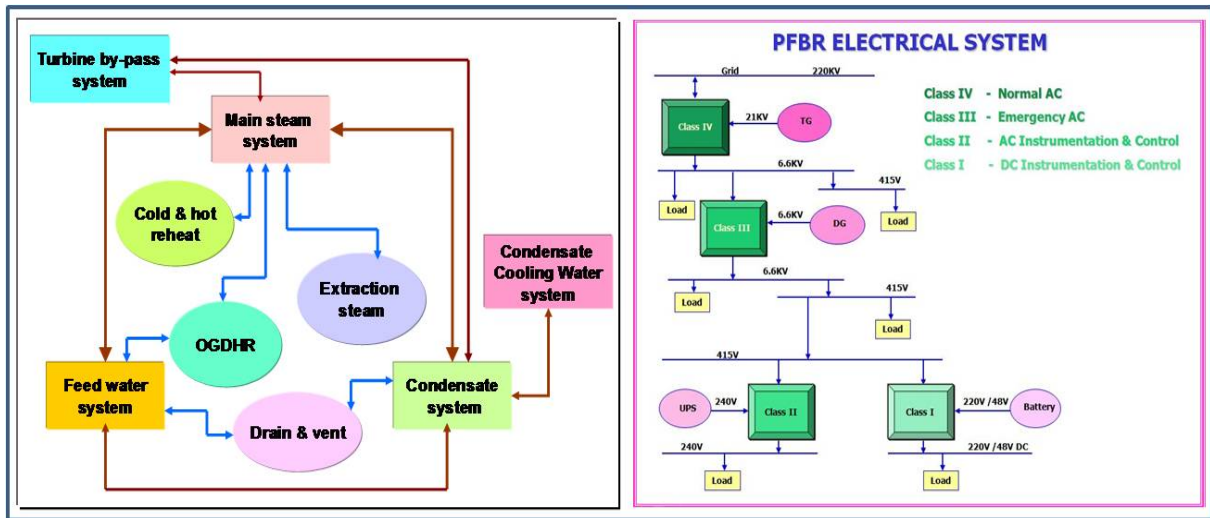 Turbine by-pass
system
Main steam
system
Cold & hot
reheat
Extraction
steam
Condensate
Cooling Water
system
OGDHR
Feed water
system
Condensate
system
Drain & vent
PFBR ELECTRICAL SYSTEM
Grid 220KV
Class IV - Normal AC
Class III - Emergency AC
Class II - AC Instrumentation & Control
Class I - DC Instrumentation & Control
Class IV
21KV
TG
6.6KV
415V
Load
Load
Class III
6.6KV
DG
6.6KV
415V
Load
Load
415V
UPS
240V
Class II
Class I
220V /48V
Battery
240V
220V /48V DC
Load
Load